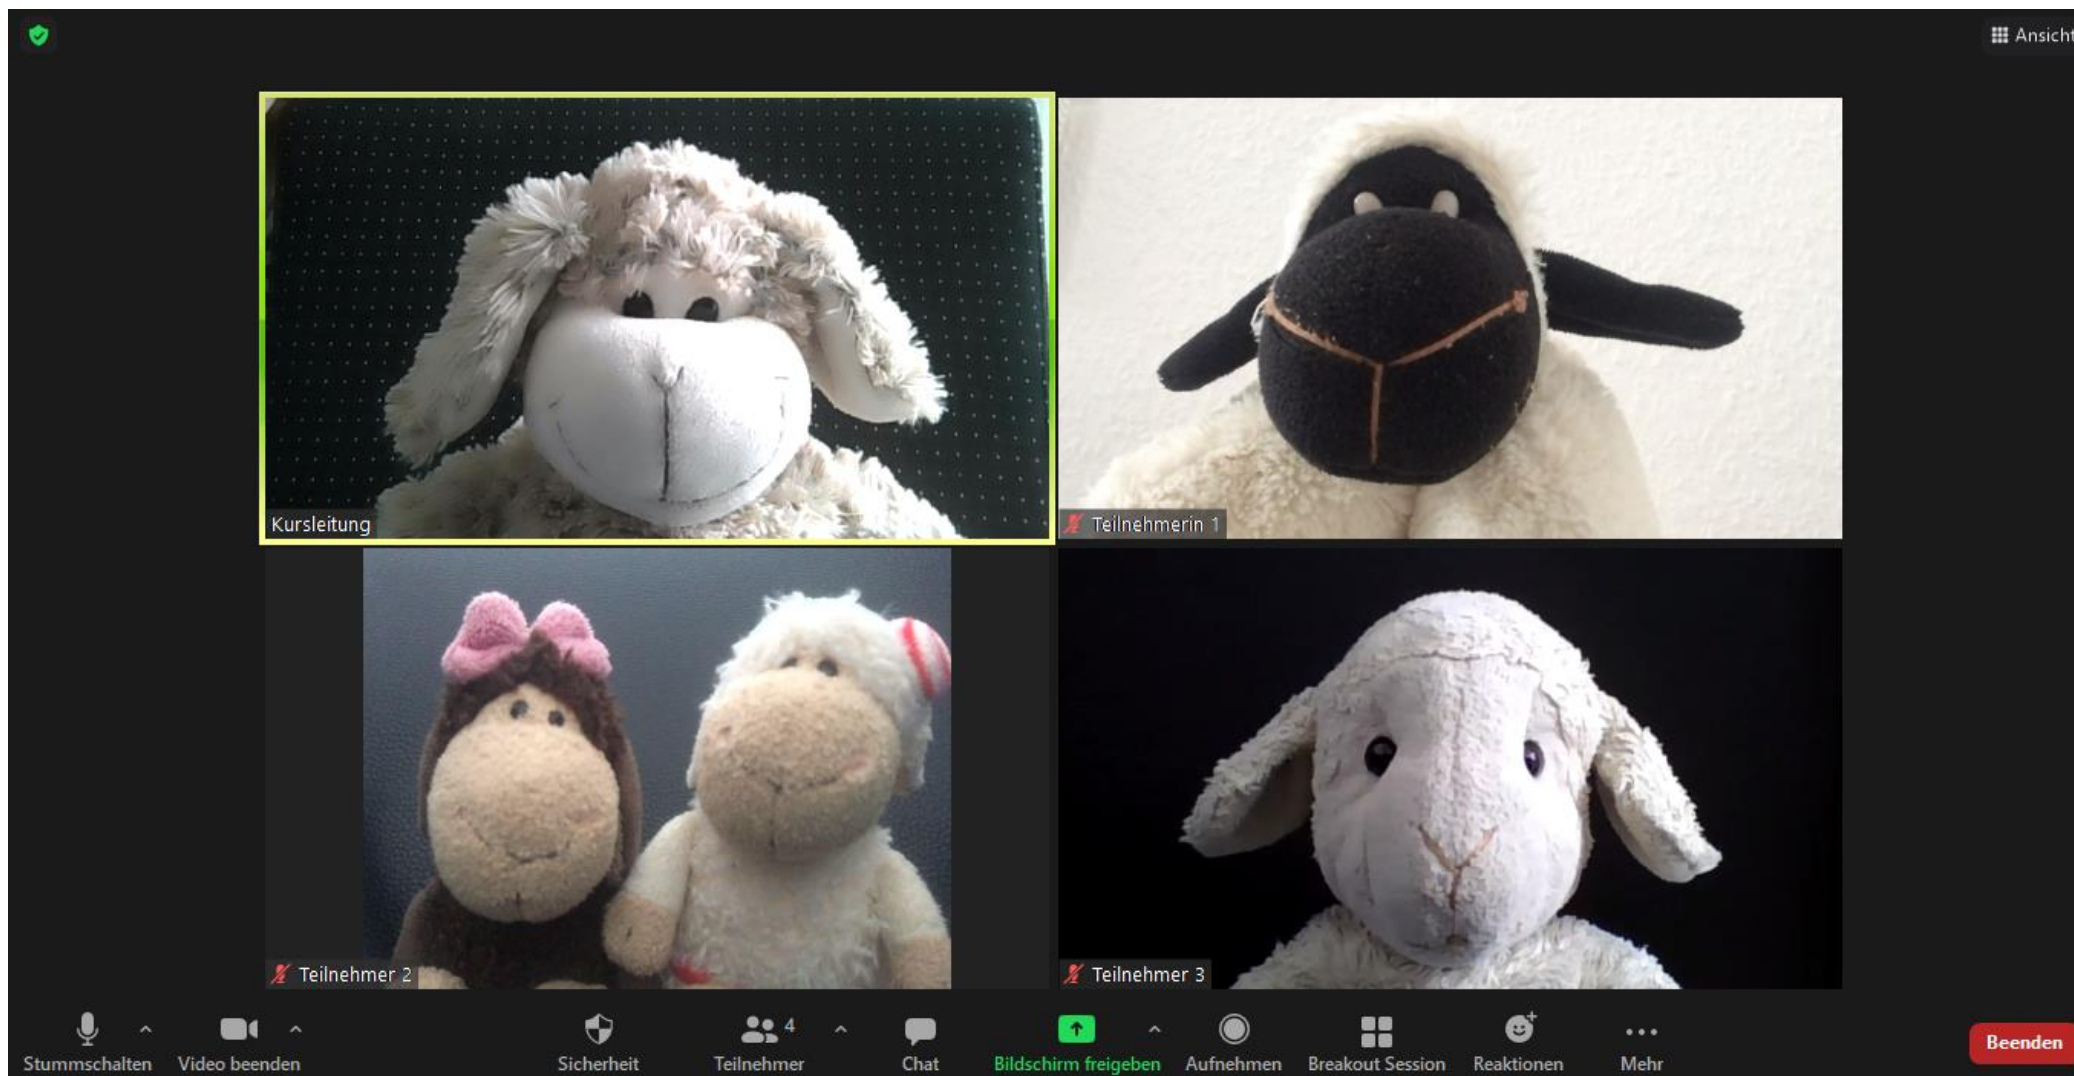 Ansicht
Kursleitung
Teilnehmerin 1
Teilnehmer 2
Teilnehmer 3
4
Stummschalten
Video beenden
Sicherheit
Teilnehmer
Chat
Bildschirm freigeben
Aufnehmen
Breakout Session
Reaktionen
Mehr
Beenden